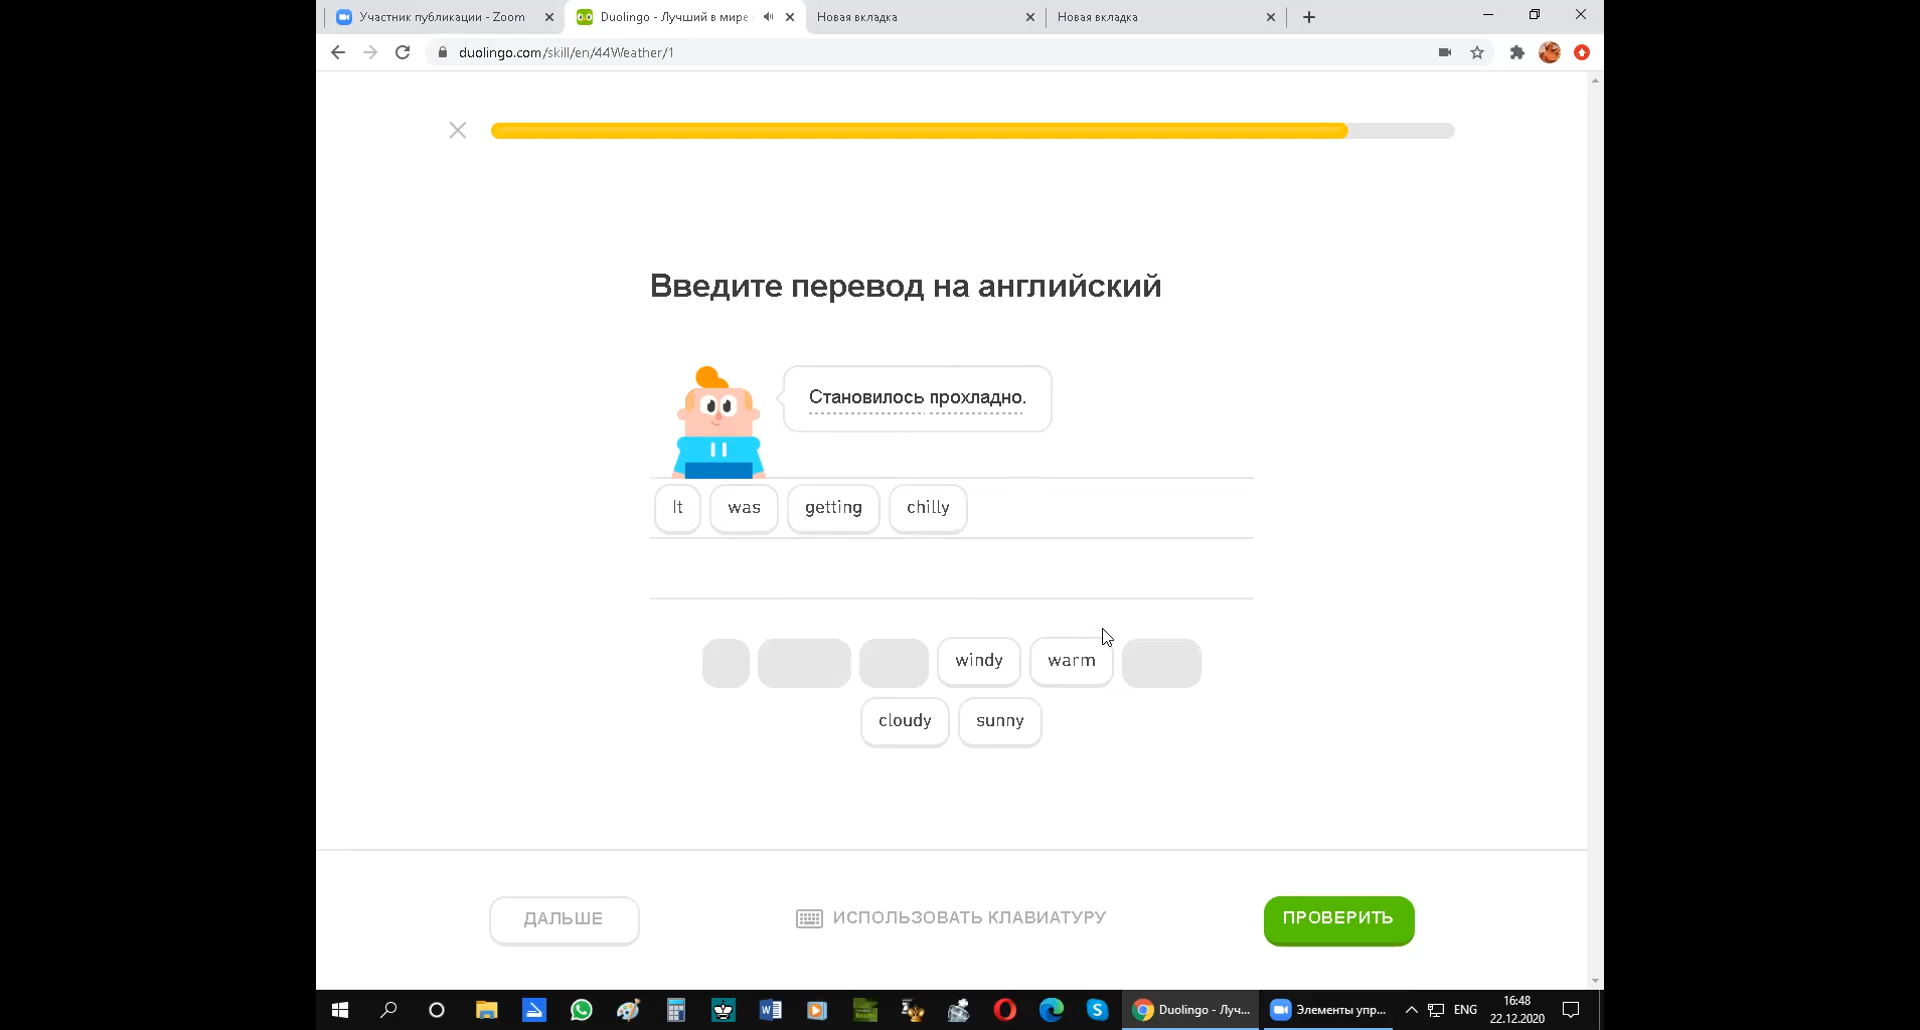 Участник публикации - Zoom
Duolingo - Лучший в мире
Новая вкладка
Новая вкладка
duolingo.com/skill/en/44Weather/1
Введите перевод на английский
Становилось прохладно.
It was getting chilly
windy warm
cloudy sunny
ДАЛЬШЕ
ИСПОЛЬЗОВАТЬ КЛАВИАТУРУ
ПРОВЕРИТЬ
Duolingo - Луч...
Элементы упр...
ENG
16:48
22.12.2020